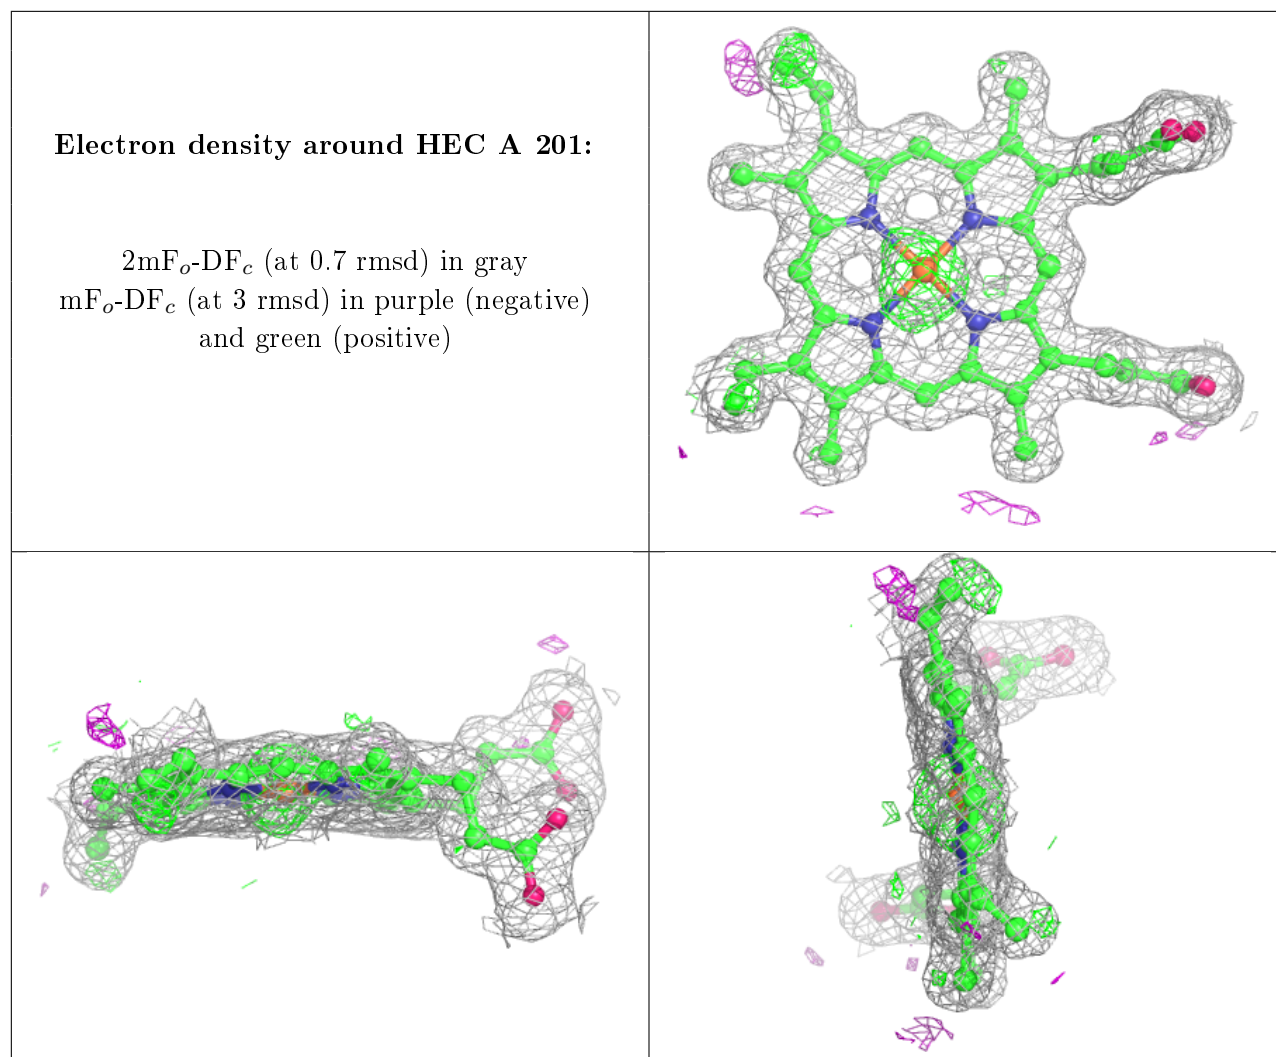 Electron density around HEC A 201:
2mFₒ-DF𝒸 (at 0.7 rmsd) in gray
mFₒ-DF𝒸 (at 3 rmsd) in purple (negative)
and green (positive)